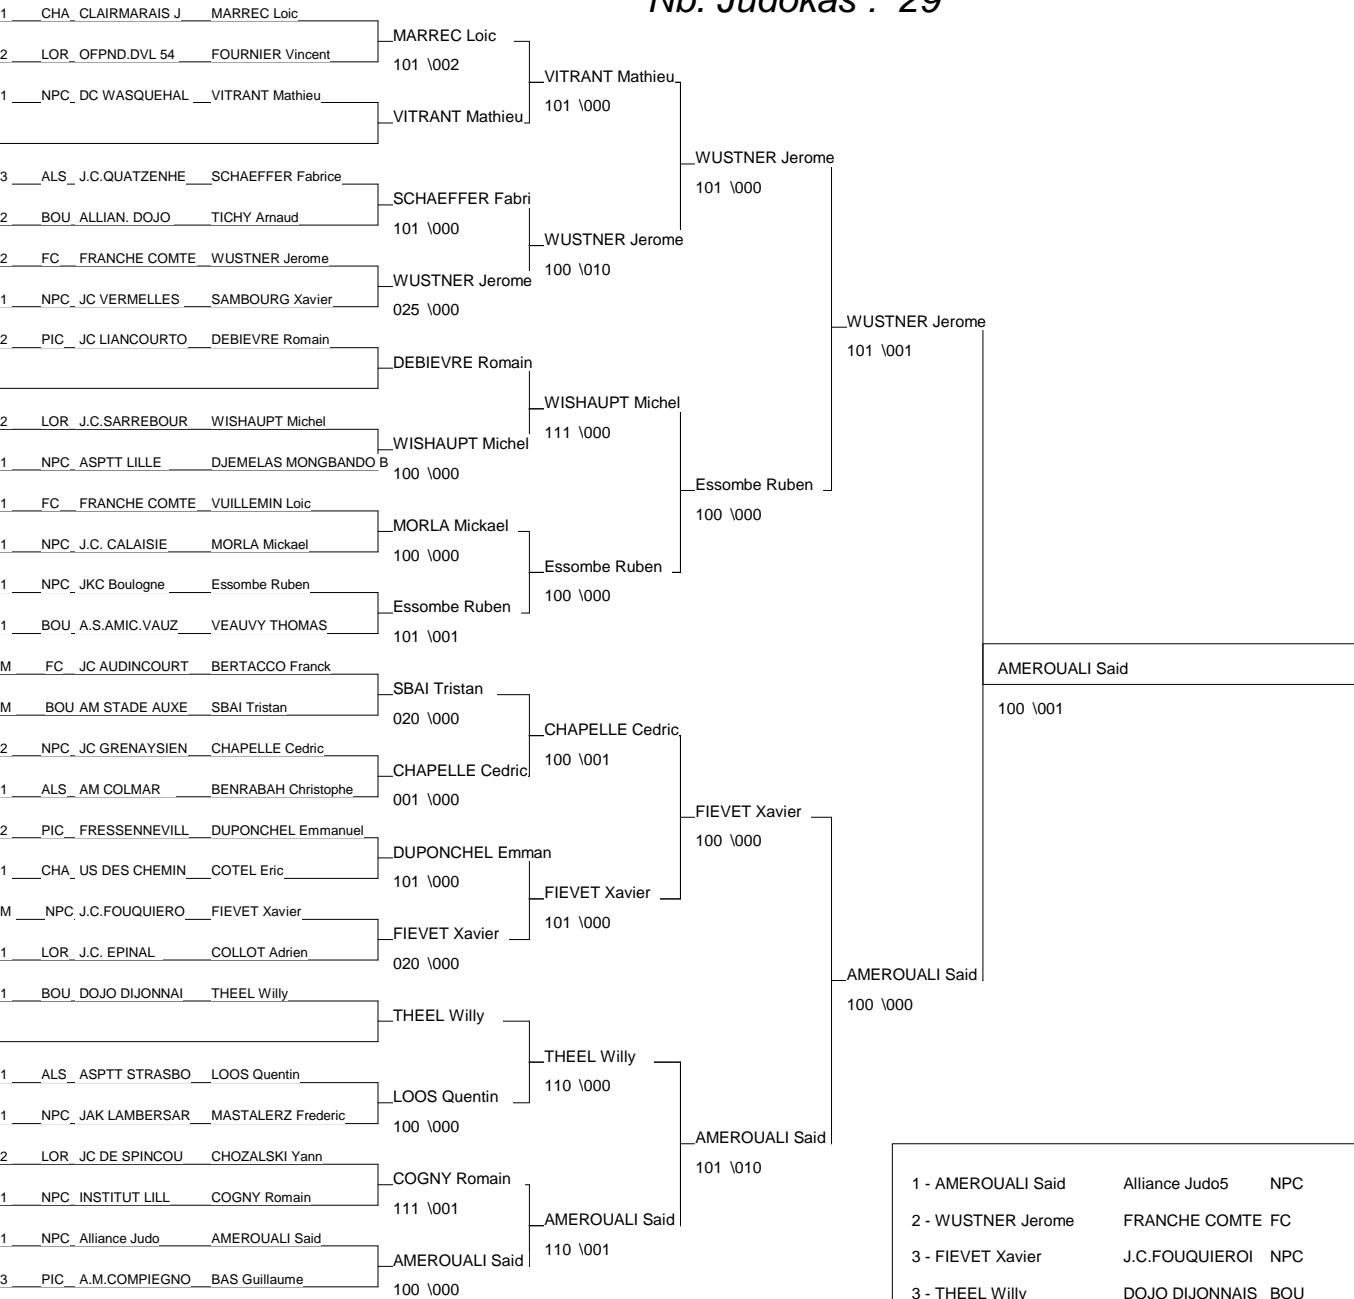 Nb. Judokas : 29
1 CHA CLAIRMARAIS J MARREC Loic
MARREC Loic
2 LOR OFPND.DVL 54 FOURNIER Vincent
101 \002
VITRANT Mathieu
1 NPC DC WASQUEHAL VITRANT Mathieu
101 \000
VITRANT Mathieu
WUSTNER Jerome
3 ALS J.C.QUATZENHE SCHAEFFER Fabrice
101 \000
SCHAEFFER Fabri
2 BOU ALLIAN. DOJO TICHY Arnaud
101 \000
WUSTNER Jerome
2 FC FRANCHE COMTE WUSTNER Jerome
100 \010
WUSTNER Jerome
1 NPC JC VERMELLES SAMBOURG Xavier
025 \000
WUSTNER Jerome
2 PIC JC LIANCOURTO DEBIEVRE Romain
101 \001
DEBIEVRE Romain
WISHAUPT Michel
2 LOR J.C.SARREBOUR WISHAUPT Michel
111 \000
WISHAUPT Michel
1 NPC ASPTT LILLE DJEMELAS MONGBANDO B
100 \000
Essombe Ruben
1 FC FRANCHE COMTE VUILLEMIN Loic
100 \000
MORLA Mickael
1 NPC J.C. CALAISIE MORLA Mickael
100 \000
Essombe Ruben
1 NPC JKC Boulogne Essombe Ruben
100 \000
Essombe Ruben
1 BOU A.S.AMIC.VAUZ VEAUVY THOMAS
101 \001
M FC JC AUDINCOURT BERTACCO Franck
AMEROUALI Said
SBAI Tristan
M BOU AM STADE AUXE SBAI Tristan
100 \001
020 \000
CHAPELLE Cedric
2 NPC JC GRENAYSIEN CHAPELLE Cedric
100 \001
CHAPELLE Cedric
1 ALS AM COLMAR BENRABAH Christophe
001 \000
FIEVET Xavier
2 PIC FRESSENNEVILL DUPONCHEL Emmanuel
100 \000
DUPONCHEL Emman
1 CHA US DES CHEMIN COTEL Eric
101 \000
FIEVET Xavier
M NPC J.C.FOUQUIERO FIEVET Xavier
101 \000
FIEVET Xavier
1 LOR J.C. EPINAL COLLOT Adrien
020 \000
AMEROUALI Said
1 BOU DOJO DIJONNAI THEEL Willy
100 \000
THEEL Willy
THEEL Willy
1 ALS ASPTT STRASBO LOOS Quentin
110 \000
LOOS Quentin
1 NPC JAK LAMBERSAR MASTALERZ Frederic
100 \000
AMEROUALI Said
2 LOR JC DE SPINCOU CHOZALSKI Yann
101 \010
COGNY Romain
1 - AMEROUALI Said Alliance Judo5 NPC
1 NPC INSTITUT LILL COGNY Romain
111 \001
AMEROUALI Said
2 - WUSTNER Jerome FRANCHE COMTE FC
1 NPC Alliance Judo AMEROUALI Said
110 \001
3 - FIEVET Xavier J.C.FOUQUIEROI NPC
AMEROUALI Said
3 PIC A.M.COMPIEGNO BAS Guillaume
100 \000
3 - THEEL Willy DOJO DIJONNAIS BOU